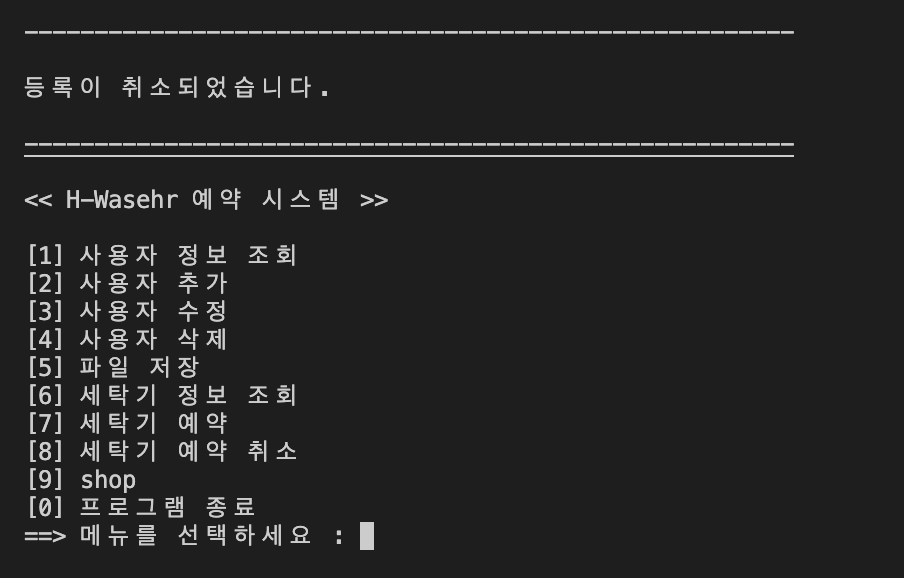 등록이 취소되었습니다.
<< H-Wasehr 예약 시스템 >>
[1] 사용자 정보 조회
[2] 사용자 추가
[3] 사용자 수정
[4] 사용자 삭제
[5] 파일 저장
[6] 세탁기 정보 조회
[7] 세탁기 예약
[8] 세탁기 예약 취소
[9] shop
[0] 프로그램 종료
==> 메뉴를 선택하세요 :